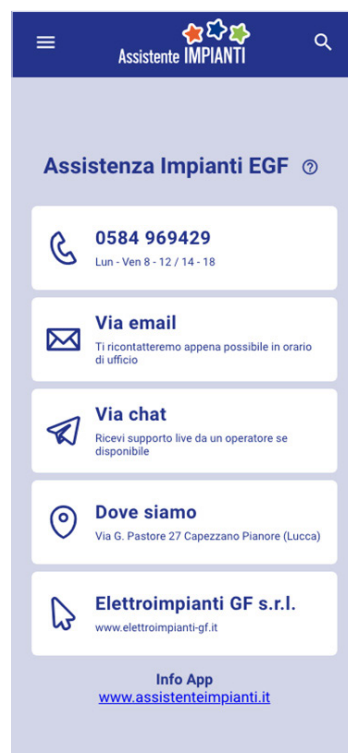 Assistente IMPIANTI
Assistenza Impianti EGF
0584 969429
Lun - Ven 8 - 12 / 14 - 18
Via email
Ti ricontatteremo appena possibile in orario
di ufficio
Via chat
Ricevi supporto live da un operatore se
disponibile
Dove siamo
Via G. Pastore 27 Capezzano Pianore (Lucca)
Elettroimpianti GF s.r.l.
www.elettroimpianti-gf.it
Info App
www.assistenteimpianti.it